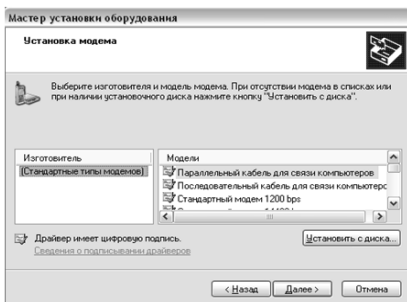 Мастер установки оборудования
Установка модема
Выберите изготовителя и модель модема. При отсутствии модема в списках или
при наличии установочного диска нажмите кнопку "Установить с диска".
Изготовитель
(Стандартные типы модемов)
Модели
Параллельный кабель для связи компьютеров
Последовательный кабель для связи компьютерс
Стандартный модем 1200 bps
Драйвер имеет цифровую подпись.
Сведения о подписывании драйверов
Установить с диска...
< Назад
Далее >
Отмена